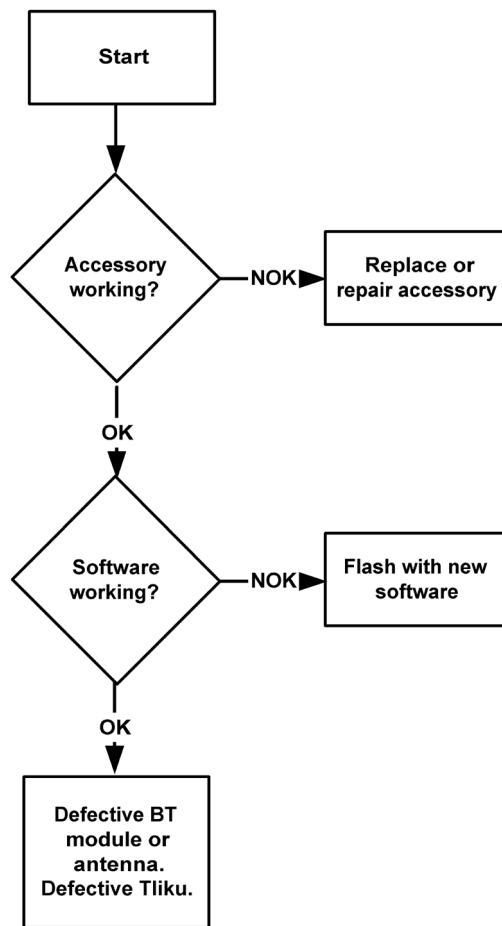 Start
Accessory
working?
NOK
Replace or
repair accessory
OK
Software
working?
NOK
Flash with new
software
OK
Defective BT
module or
antenna.
Defective Tliku.